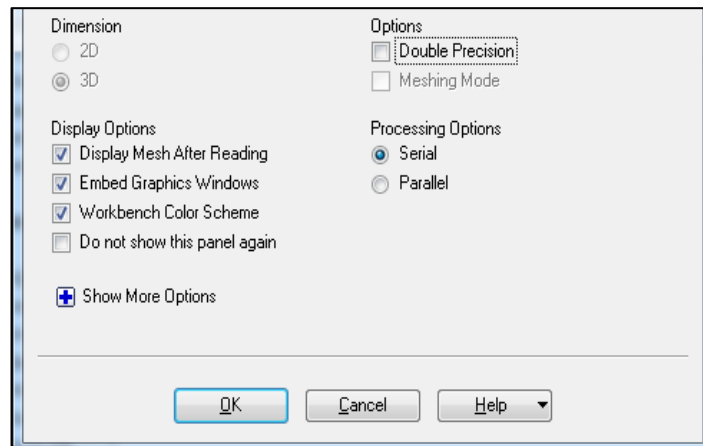 Dimension
2D
3D
Options
Double Precision
Meshing Mode
Display Options
Display Mesh After Reading
Embed Graphics Windows
Workbench Color Scheme
Do not show this panel again
Processing Options
Serial
Parallel
Show More Options
OK
Cancel
Help